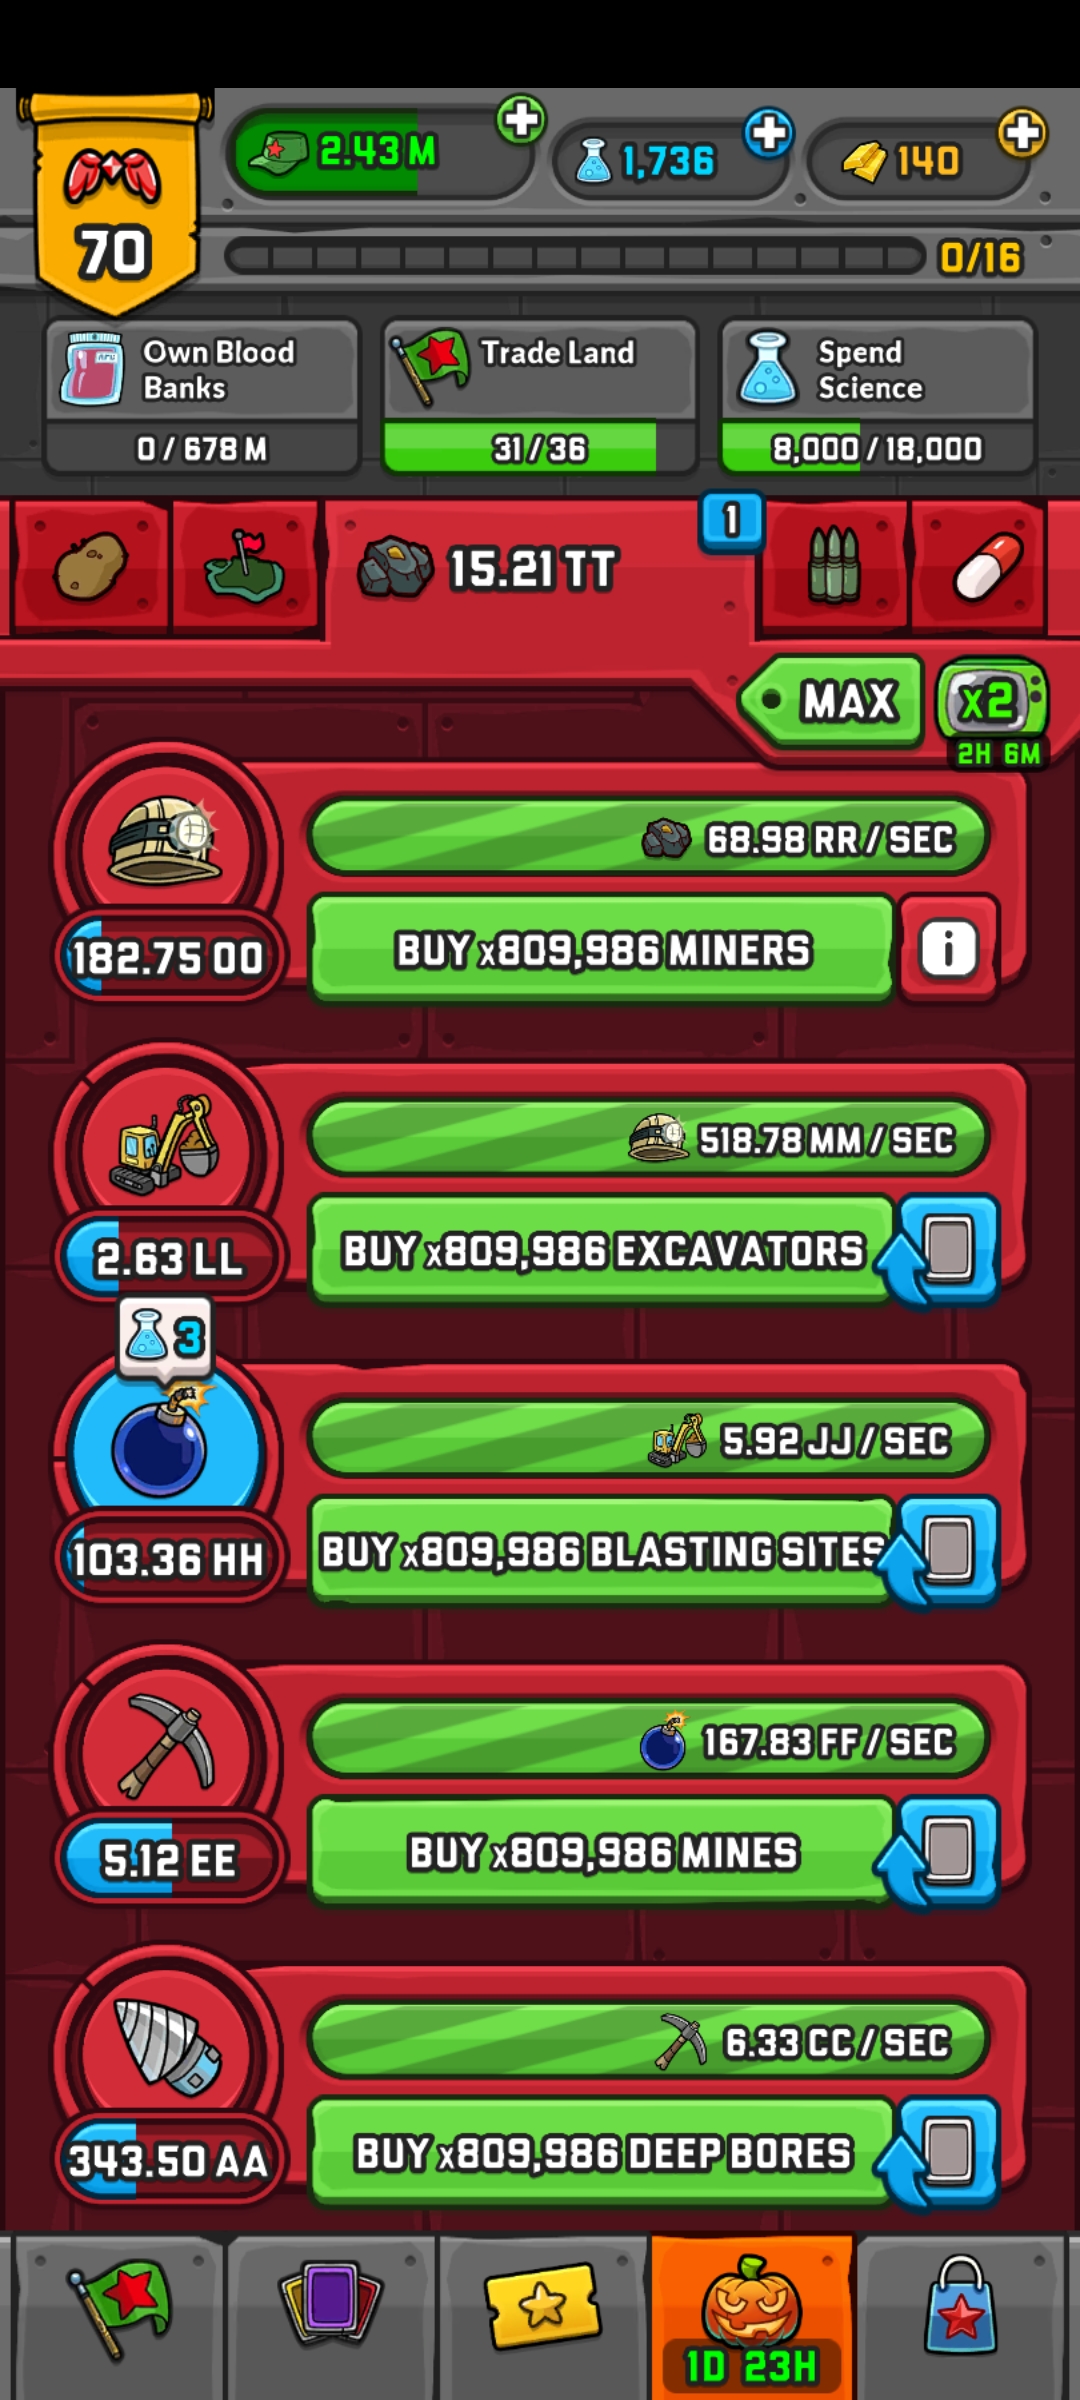 2.43 M
1,736
140
70
0/16
Own Blood
Banks
0 / 678 M
Trade Land
31 / 36
Spend
Science
8,000 / 18,000
15.21 TT
1
MAX
x2
2H 6M
68.98 RR / SEC
182.75 OO
BUY x809,986 MINERS
i
518.78 MM / SEC
2.63 LL
BUY x809,986 EXCAVATORS
3
5.92 JJ / SEC
103.36 HH
BUY x809,986 BLASTING SITES
167.83 FF / SEC
5.12 EE
BUY x809,986 MINES
6.33 CC / SEC
343.50 AA
BUY x809,986 DEEP BORES
1D 23H